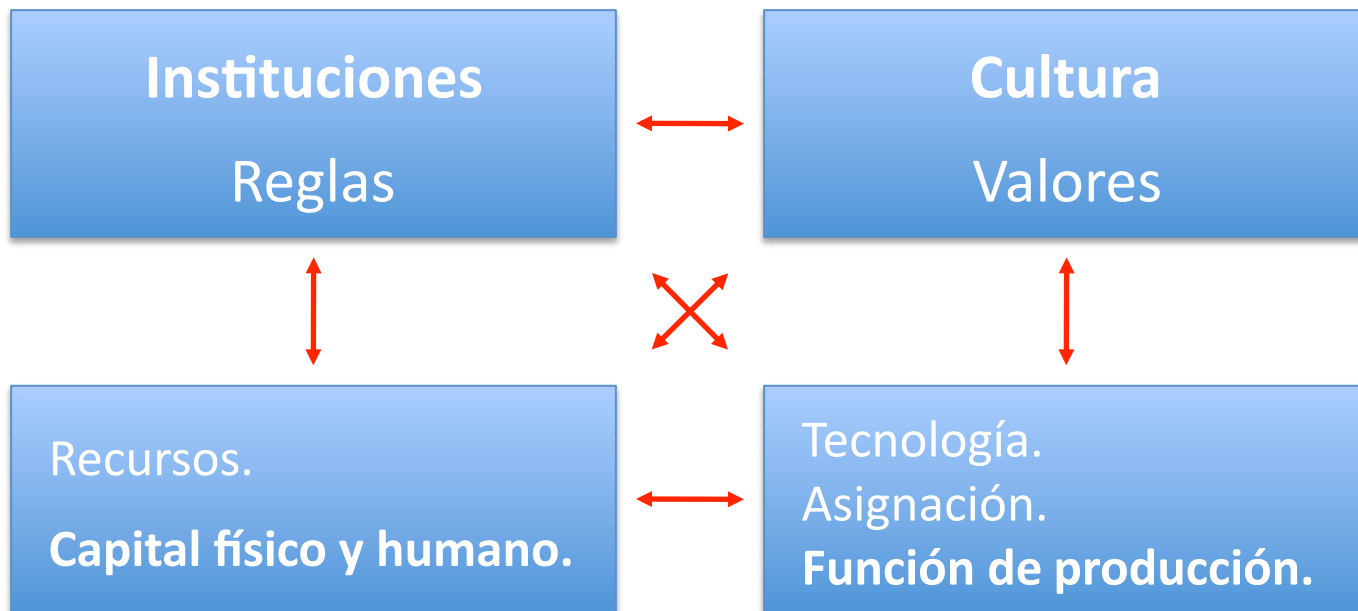 Instituciones
Reglas
Cultura
Valores
Recursos.
Capital físico y humano.
Tecnología.
Asignación.
Función de producción.